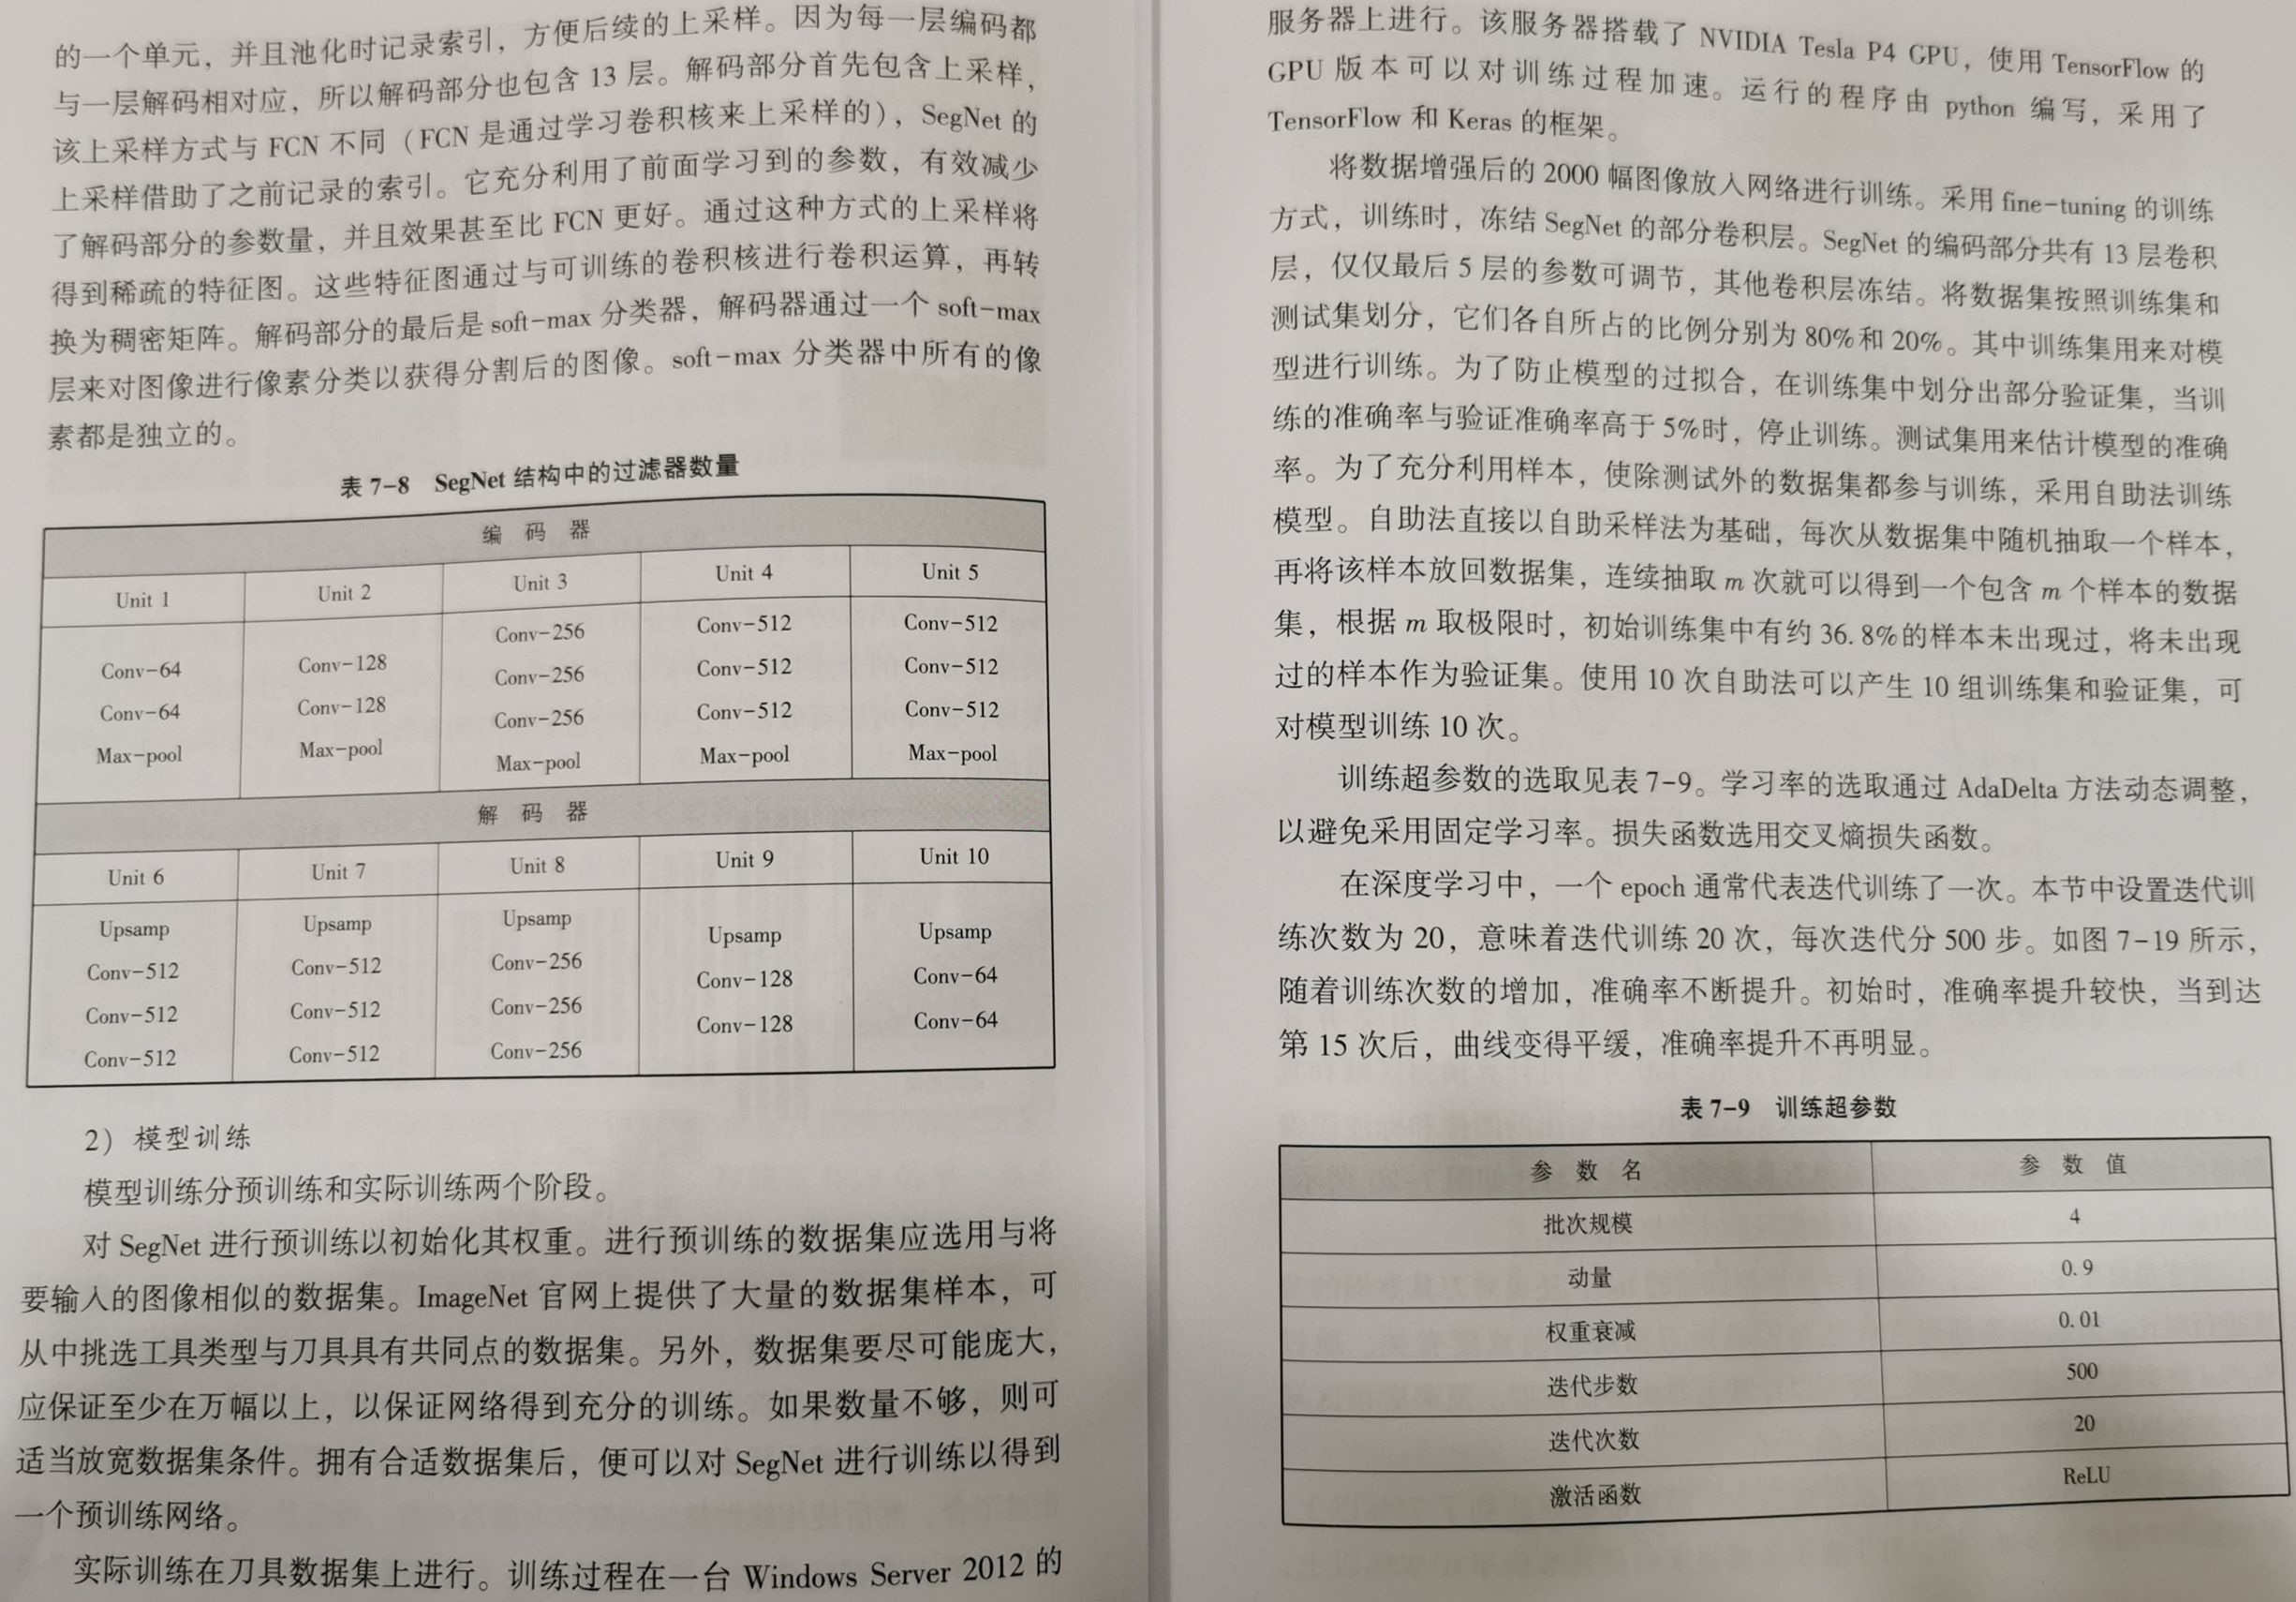 的一个单元，并且池化时记录索引，方便后续的上采样。因为每一层编码都
与一层解码相对应，所以解码部分也包含 13 层。解码部分首先包含上采样，
该上采样方式与 FCN 不同（FCN 是通过学习卷积核来上采样的），SegNet 的
上采样借助了之前记录的索引。它充分利用了前面学习到的参数，有效减少
了解码部分的参数量，并且效果甚至比 FCN 更好。通过这种方式的上采样将
得到稀疏的特征图。这些特征图通过与可训练的卷积核进行卷积运算，再转
换为稠密矩阵。解码部分的最后是 soft-max 分类器，解码器通过一个 soft-max
层来对图像进行像素分类以获得分割后的图像。soft-max 分类器中所有的像
素都是独立的。
表 7-8 SegNet 结构中的过滤器数量
编 码 器
Unit 1 Unit 2 Unit 3 Unit 4 Unit 5
Conv-256 Conv-512 Conv-512
Conv-64 Conv-128 Conv-256 Conv-512 Conv-512
Conv-64 Conv-128 Conv-256 Conv-512 Conv-512
Max-pool Max-pool Max-pool Max-pool Max-pool
解 码 器
Unit 6 Unit 7 Unit 8 Unit 9 Unit 10
Upsamp Upsamp Upsamp Upsamp Upsamp
Conv-512 Conv-512 Conv-256 Conv-128 Conv-64
Conv-512 Conv-512 Conv-256 Conv-128 Conv-64
Conv-512 Conv-512 Conv-256
2）模型训练
模型训练分预训练和实际训练两个阶段。
对 SegNet 进行预训练以初始化其权重。进行预训练的数据集应选用与将
要输入的图像相似的数据集。ImageNet 官网上提供了大量的数据集样本，可
从中挑选工具类型与刀具具有共同点的数据集。另外，数据集要尽可能庞大，
应保证至少在万幅以上，以保证网络得到充分的训练。如果数量不够，则可
适当放宽数据集条件。拥有合适数据集后，便可以对 SegNet 进行训练以得到
一个预训练网络。
实际训练在刀具数据集上进行。训练过程在一台 Windows Server 2012 的
服务器上进行。该服务器搭载了 NVIDIA Tesla P4 GPU，使用 TensorFlow 的
GPU 版本可以对训练过程加速。运行的程序由 python 编写，采用了
TensorFlow 和 Keras 的框架。
将数据增强后的 2000 幅图像放入网络进行训练。采用 fine-tuning 的训练
方式，训练时，冻结 SegNet 的部分卷积层。SegNet 的编码部分共有 13 层卷积
层，仅仅最后 5 层的参数可调节，其他卷积层冻结。将数据集按照训练集和
测试集划分，它们各自所占的比例分别为 80%和 20%。其中训练集用来对模
型进行训练。为了防止模型的过拟合，在训练集中划分出部分验证集，当训
练的准确率与验证准确率高于 5%时，停止训练。测试集用来估计模型的准确
率。为了充分利用样本，使除测试外的数据集都参与训练，采用自助法训练
模型。自助法直接以自助采样法为基础，每次从数据集中随机抽取一个样本，
再将该样本放回数据集，连续抽取 m 次就可以得到一个包含 m 个样本的数据
集，根据 m 取极限时，初始训练集中有约 36.8%的样本未出现过，将未出现
过的样本作为验证集。使用 10 次自助法可以产生 10 组训练集和验证集，可
对模型训练 10 次。
训练超参数的选取见表 7-9。学习率的选取通过 AdaDelta 方法动态调整，
以避免采用固定学习率。损失函数选用交叉熵损失函数。
在深度学习中，一个 epoch 通常代表迭代训练了一次。本节中设置迭代训
练次数为 20，意味着迭代训练 20 次，每次迭代分 500 步。如图 7-19 所示，
随着训练次数的增加，准确率不断提升。初始时，准确率提升较快，当到达
第 15 次后，曲线变得平缓，准确率提升不再明显。
表 7-9 训练超参数
参 数 名 参 数 值
批次规模 4
动量 0.9
权重衰减 0.01
迭代步数 500
迭代次数 20
激活函数 ReLU